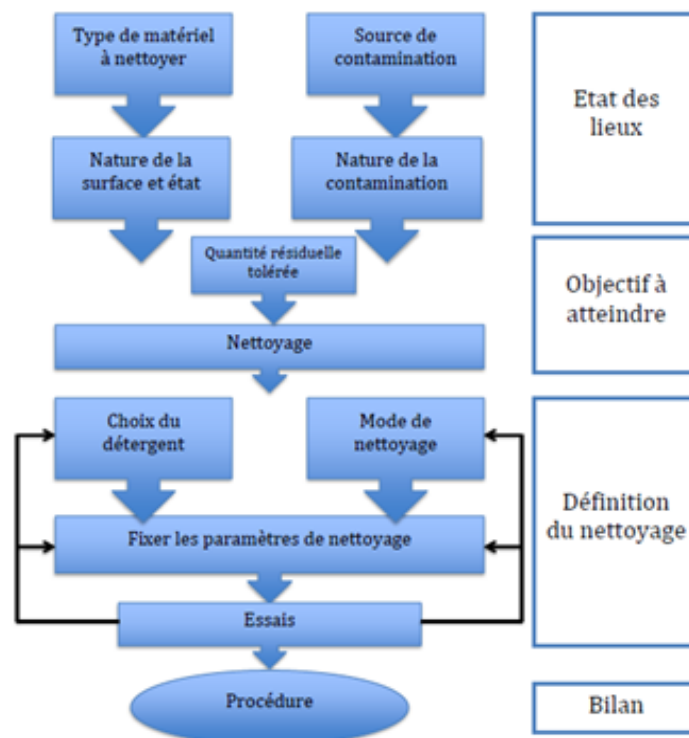 Type de matériel
à nettoyer
Source de
contamination
Etat des
lieux
Nature de la
surface et état
Nature de la
contamination
Quantité résiduelle
tolérée
Objectif à
atteindre
Nettoyage
Choix du
détergent
Mode de
nettoyage
Définition
du nettoyage
Fixer les paramètres de nettoyage
Essais
Procédure
Bilan